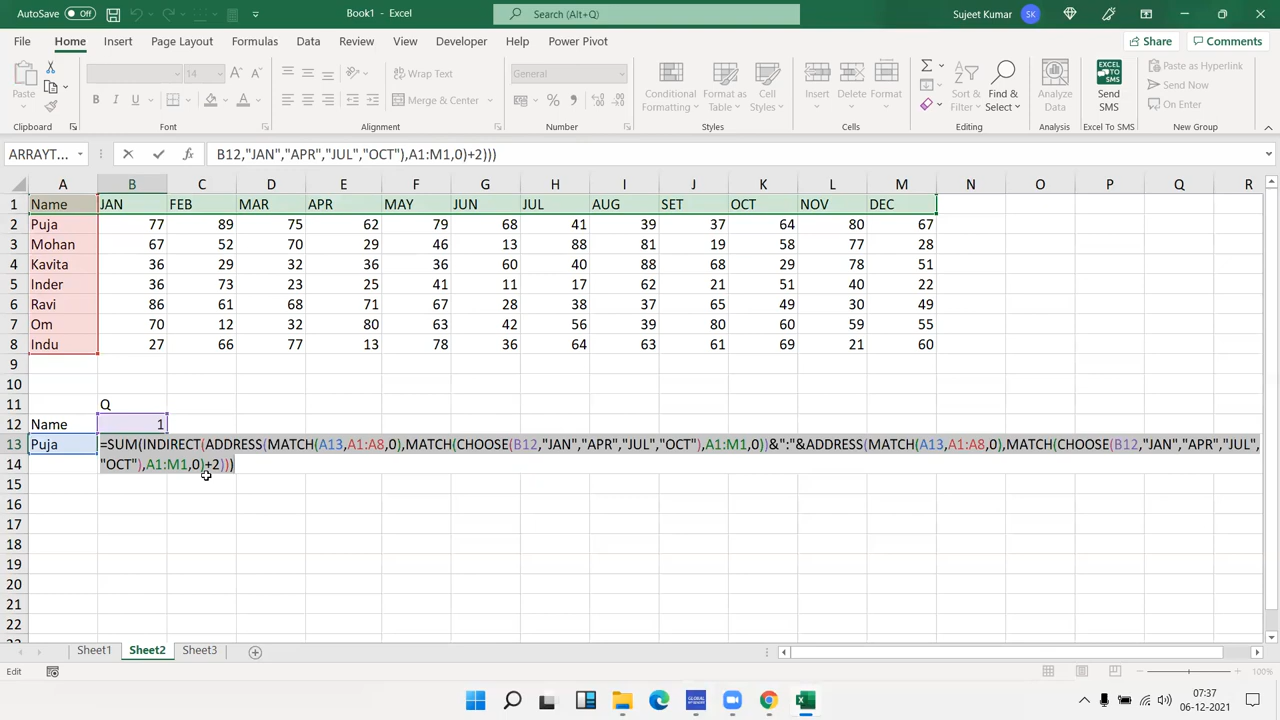 AutoSave Off Book1 - Excel Search (Alt+Q) Sujeet Kumar SK
File Home Insert Page Layout Formulas Data Review View Developer Help Power Pivot Share Comments
Paste 14 Wrap Text General Conditional Formatting Format as Table Cell Styles Insert Delete Format Sort & Filter Find & Select Analyze Data Send SMS Paste as Hyperlink
Merge & Center Send Now
On Enter
Clipboard Font Alignment Number Styles Cells Editing Analysis Excel To SMS New Group
ARRAYT... B12,"JAN","APR","JUL","OCT"),A1:M1,0)+2)))
A B C D E F G H I J K L M N O P Q R
1 Name JAN FEB MAR APR MAY JUN JUL AUG SET OCT NOV DEC
2 Puja 77 89 75 62 79 68 41 39 37 64 80 67
3 Mohan 67 52 70 29 46 13 88 81 19 58 77 28
4 Kavita 36 29 32 36 36 60 40 88 68 29 78 51
5 Inder 36 73 23 25 41 11 17 62 21 51 40 22
6 Ravi 86 61 68 71 67 28 38 37 65 49 30 49
7 Om 70 12 32 80 63 42 56 39 80 60 59 55
8 Indu 27 66 77 13 78 36 64 63 61 69 21 60
9
10
11 Q
12 Name 1
13 Puja =SUM(INDIRECT(ADDRESS(MATCH(A13,A1:A8,0),MATCH(CHOOSE(B12,"JAN","APR","JUL","OCT"),A1:M1,0))&":"&ADDRESS(MATCH(A13,A1:A8,0),MATCH(CHOOSE(B12,"JAN","APR","JUL",
14 "OCT"),A1:M1,0)+2)))
15
16
17
18
19
20
21
22
Sheet1 Sheet2 Sheet3
Edit 100%
07:37
06-12-2021